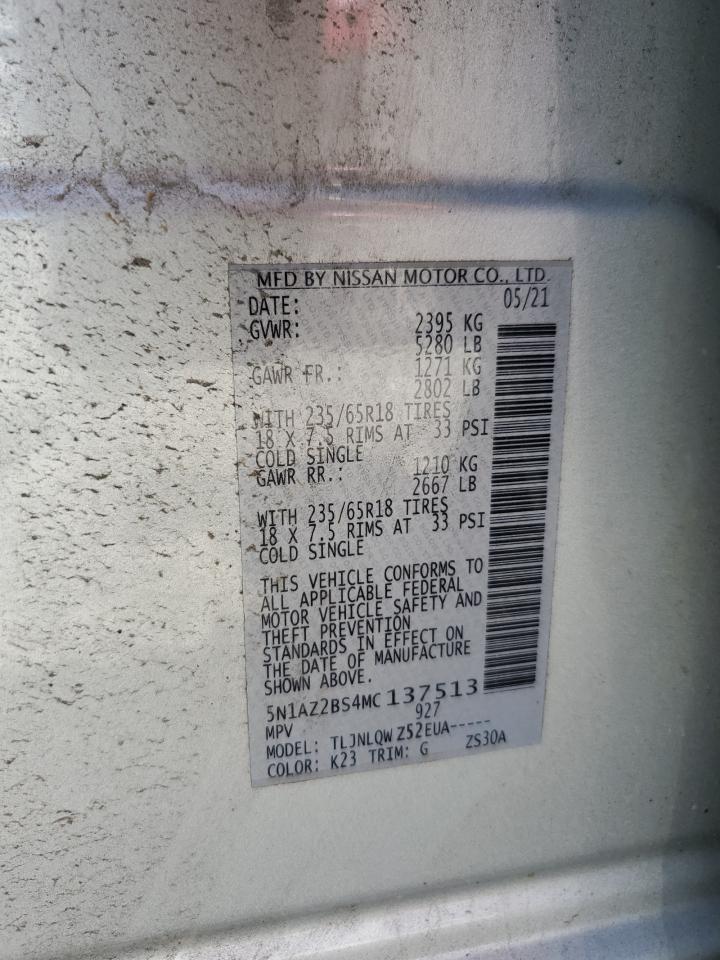 MFD BY NISSAN MOTOR CO., LTD.
DATE: 05/21
GVWR: 2395 KG
5280 LB
GAWR FR.: 1271 KG
2802 LB
WITH 235/65R18 TIRES
18 X 7.5 RIMS AT 33 PSI
COLD SINGLE
GAWR RR.: 1210 KG
2667 LB
WITH 235/65R18 TIRES
18 X 7.5 RIMS AT 33 PSI
COLD SINGLE
THIS VEHICLE CONFORMS TO
ALL APPLICABLE FEDERAL
MOTOR VEHICLE SAFETY AND
THEFT PREVENTION
STANDARDS IN EFFECT ON
THE DATE OF MANUFACTURE
SHOWN ABOVE.
5N1AZ2BS4MC137513
MPV 927
MODEL: TLJNLQW Z52EUA-----
COLOR: K23 TRIM: G ZS30A